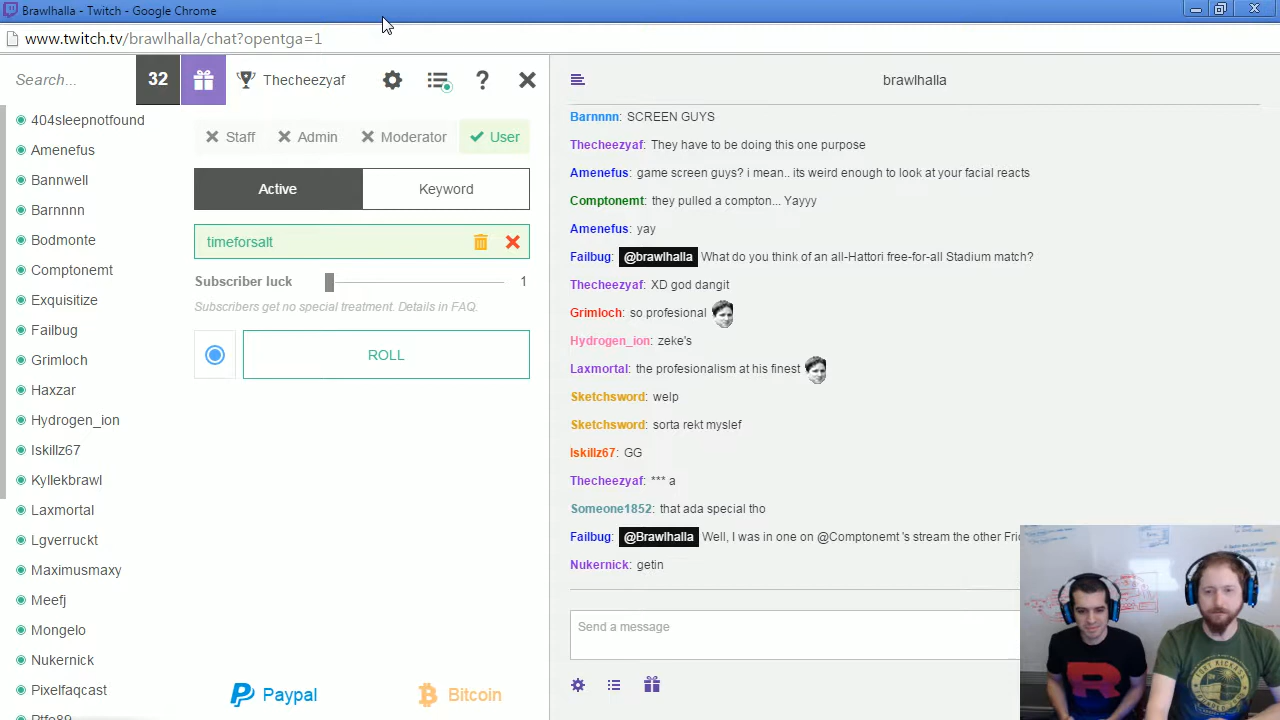 Brawlhalla - Twitch - Google Chrome
www.twitch.tv/brawlhalla/chat?opentga=1
Search...
32
Thecheezyaf
?
brawlhalla
404sleepnotfound
Amenefus
Bannwell
Barnnnn
Bodmonte
Comptonemt
Exquisitize
Failbug
Grimloch
Haxzar
Hydrogen_ion
Iskillz67
Kyllekbrawl
Laxmortal
Lgverruckt
Maximusmaxy
Meefj
Mongelo
Nukernick
Pixelfaqcast
Staff
Admin
Moderator
User
Active
Keyword
timeforsalt
Subscriber luck
1
Subscribers get no special treatment. Details in FAQ.
ROLL
Paypal
Bitcoin
Barnnnn: SCREEN GUYS
Thecheezyaf: They have to be doing this one purpose
Amenefus: game screen guys? i mean.. its weird enough to look at your facial reacts
Comptonemt: they pulled a compton... Yayyy
Amenefus: yay
Failbug: @brawlhalla What do you think of an all-Hattori free-for-all Stadium match?
Thecheezyaf: XD god dangit
Grimloch: so profesional
Hydrogen_ion: zeke's
Laxmortal: the profesionalism at his finest
Sketchsword: welp
Sketchsword: sorta rekt myslef
Iskillz67: GG
Thecheezyaf: *** a
Someone1852: that ada special tho
Failbug: @Brawlhalla Well, I was in one on @Comptonemt 's stream the other
Nukernick: getin
Send a message
R